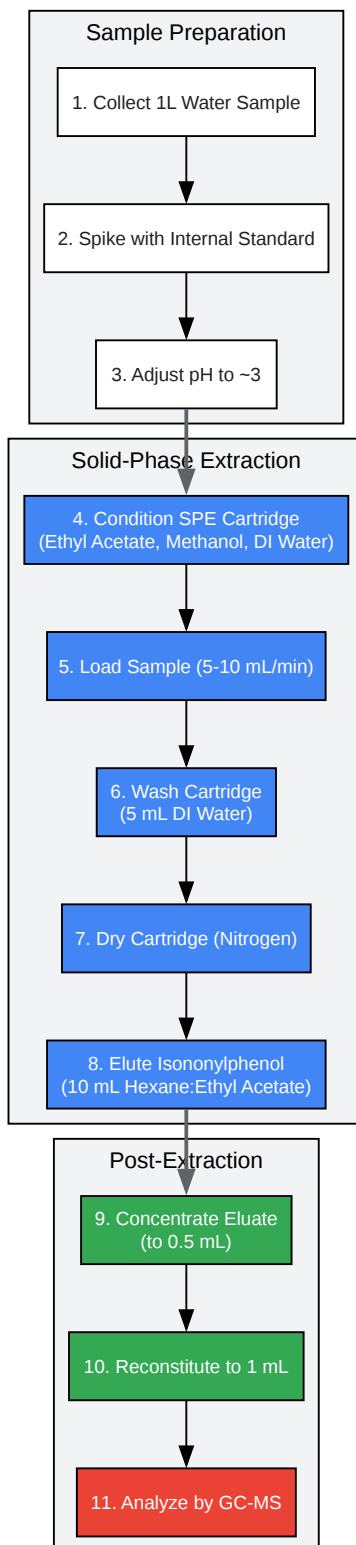 Sample Preparation
1. Collect 1L Water Sample
2. Spike with Internal Standard
3. Adjust pH to ~3
Solid-Phase Extraction
4. Condition SPE Cartridge
(Ethyl Acetate, Methanol, DI Water)
5. Load Sample (5-10 mL/min)
6. Wash Cartridge
(5 mL DI Water)
7. Dry Cartridge (Nitrogen)
8. Elute Isononylphenol
(10 mL Hexane:Ethyl Acetate)
Post-Extraction
9. Concentrate Eluate
(to 0.5 mL)
10. Reconstitute to 1 mL
11. Analyze by GC-MS